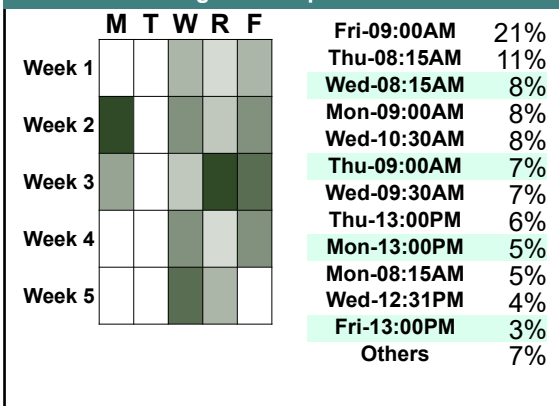 M T W R F
Week 1
Week 2
Week 3
Week 4
Week 5
Fri-09:00AM 21%
Thu-08:15AM 11%
Wed-08:15AM 8%
Mon-09:00AM 8%
Wed-10:30AM 8%
Thu-09:00AM 7%
Wed-09:30AM 7%
Thu-13:00PM 6%
Mon-13:00PM 5%
Mon-08:15AM 5%
Wed-12:31PM 4%
Fri-13:00PM 3%
Others 7%